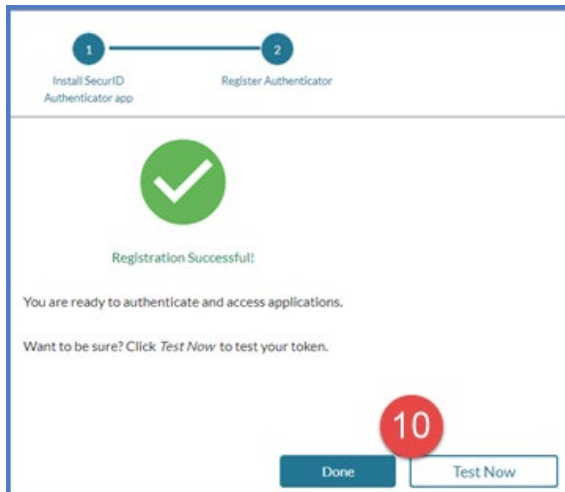 1
2
Install SecurID
Authenticator app
Register Authenticator
Registration Successful!
You are ready to authenticate and access applications.
Want to be sure? Click Test Now to test your token.
10
Done
Test Now